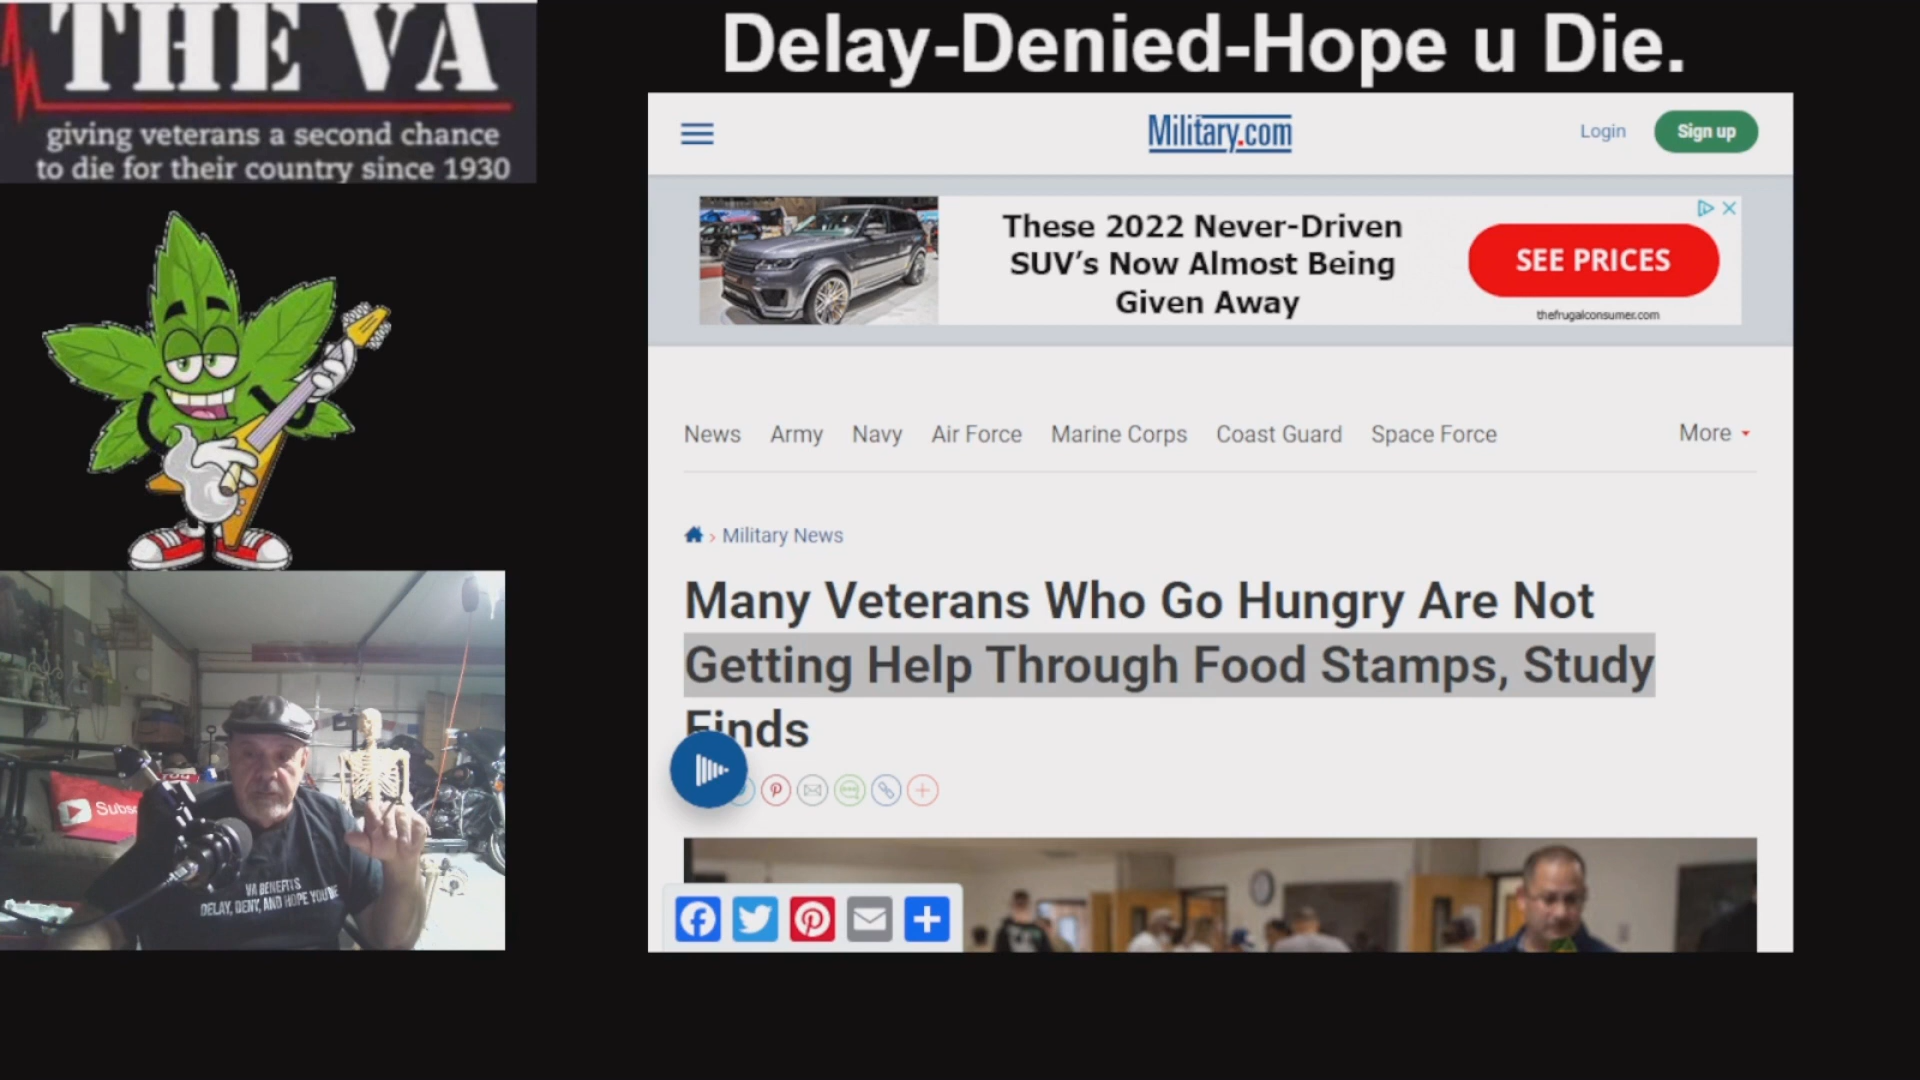 THE VA
giving veterans a second chance
to die for their country since 1930
Delay-Denied-Hope u Die.
Military.com
Login
Sign up
These 2022 Never-Driven
SUV’s Now Almost Being
Given Away
SEE PRICES
thefrugalconsumer.com
News Army Navy Air Force Marine Corps Coast Guard Space Force More
Military News
Many Veterans Who Go Hungry Are Not
Getting Help Through Food Stamps, Study
Finds
Subsc
VA BENEFITS
DELAY, DENY, AND HOPE YOU DIE